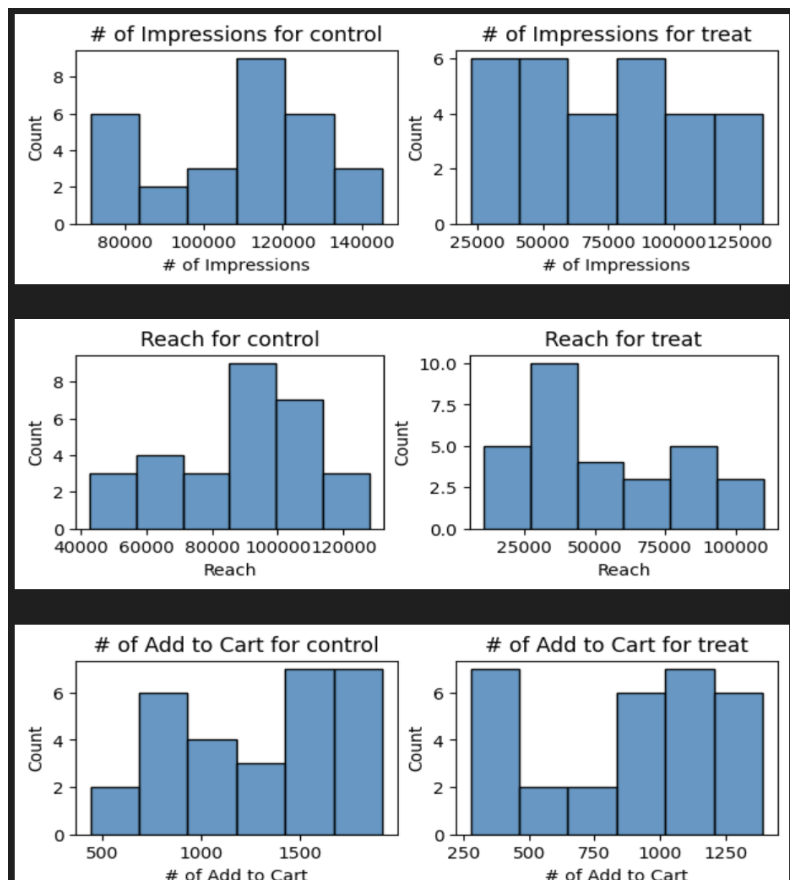 # of Impressions for control # of Impressions for treat
8 6
6 4
4 2
2 0
0
Count Count
80000 100000 120000 140000 25000 50000 75000 100000 125000
# of Impressions # of Impressions
Reach for control Reach for treat
8 10.0
6 7.5
4 5.0
2 2.5
0 0.0
Count Count
40000 60000 80000 100000 120000 25000 50000 75000 100000
Reach Reach
# of Add to Cart for control # of Add to Cart for treat
6 6
4 4
2 2
0 0
Count Count
500 1000 1500 250 500 750 1000 1250
# of Add to Cart # of Add to Cart